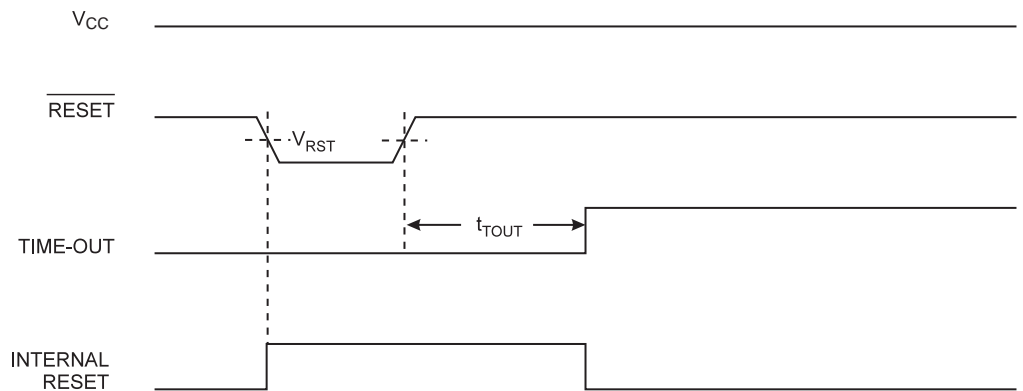 VCC
RESET
VRST
tTOUT
TIME-OUT
INTERNAL
RESET